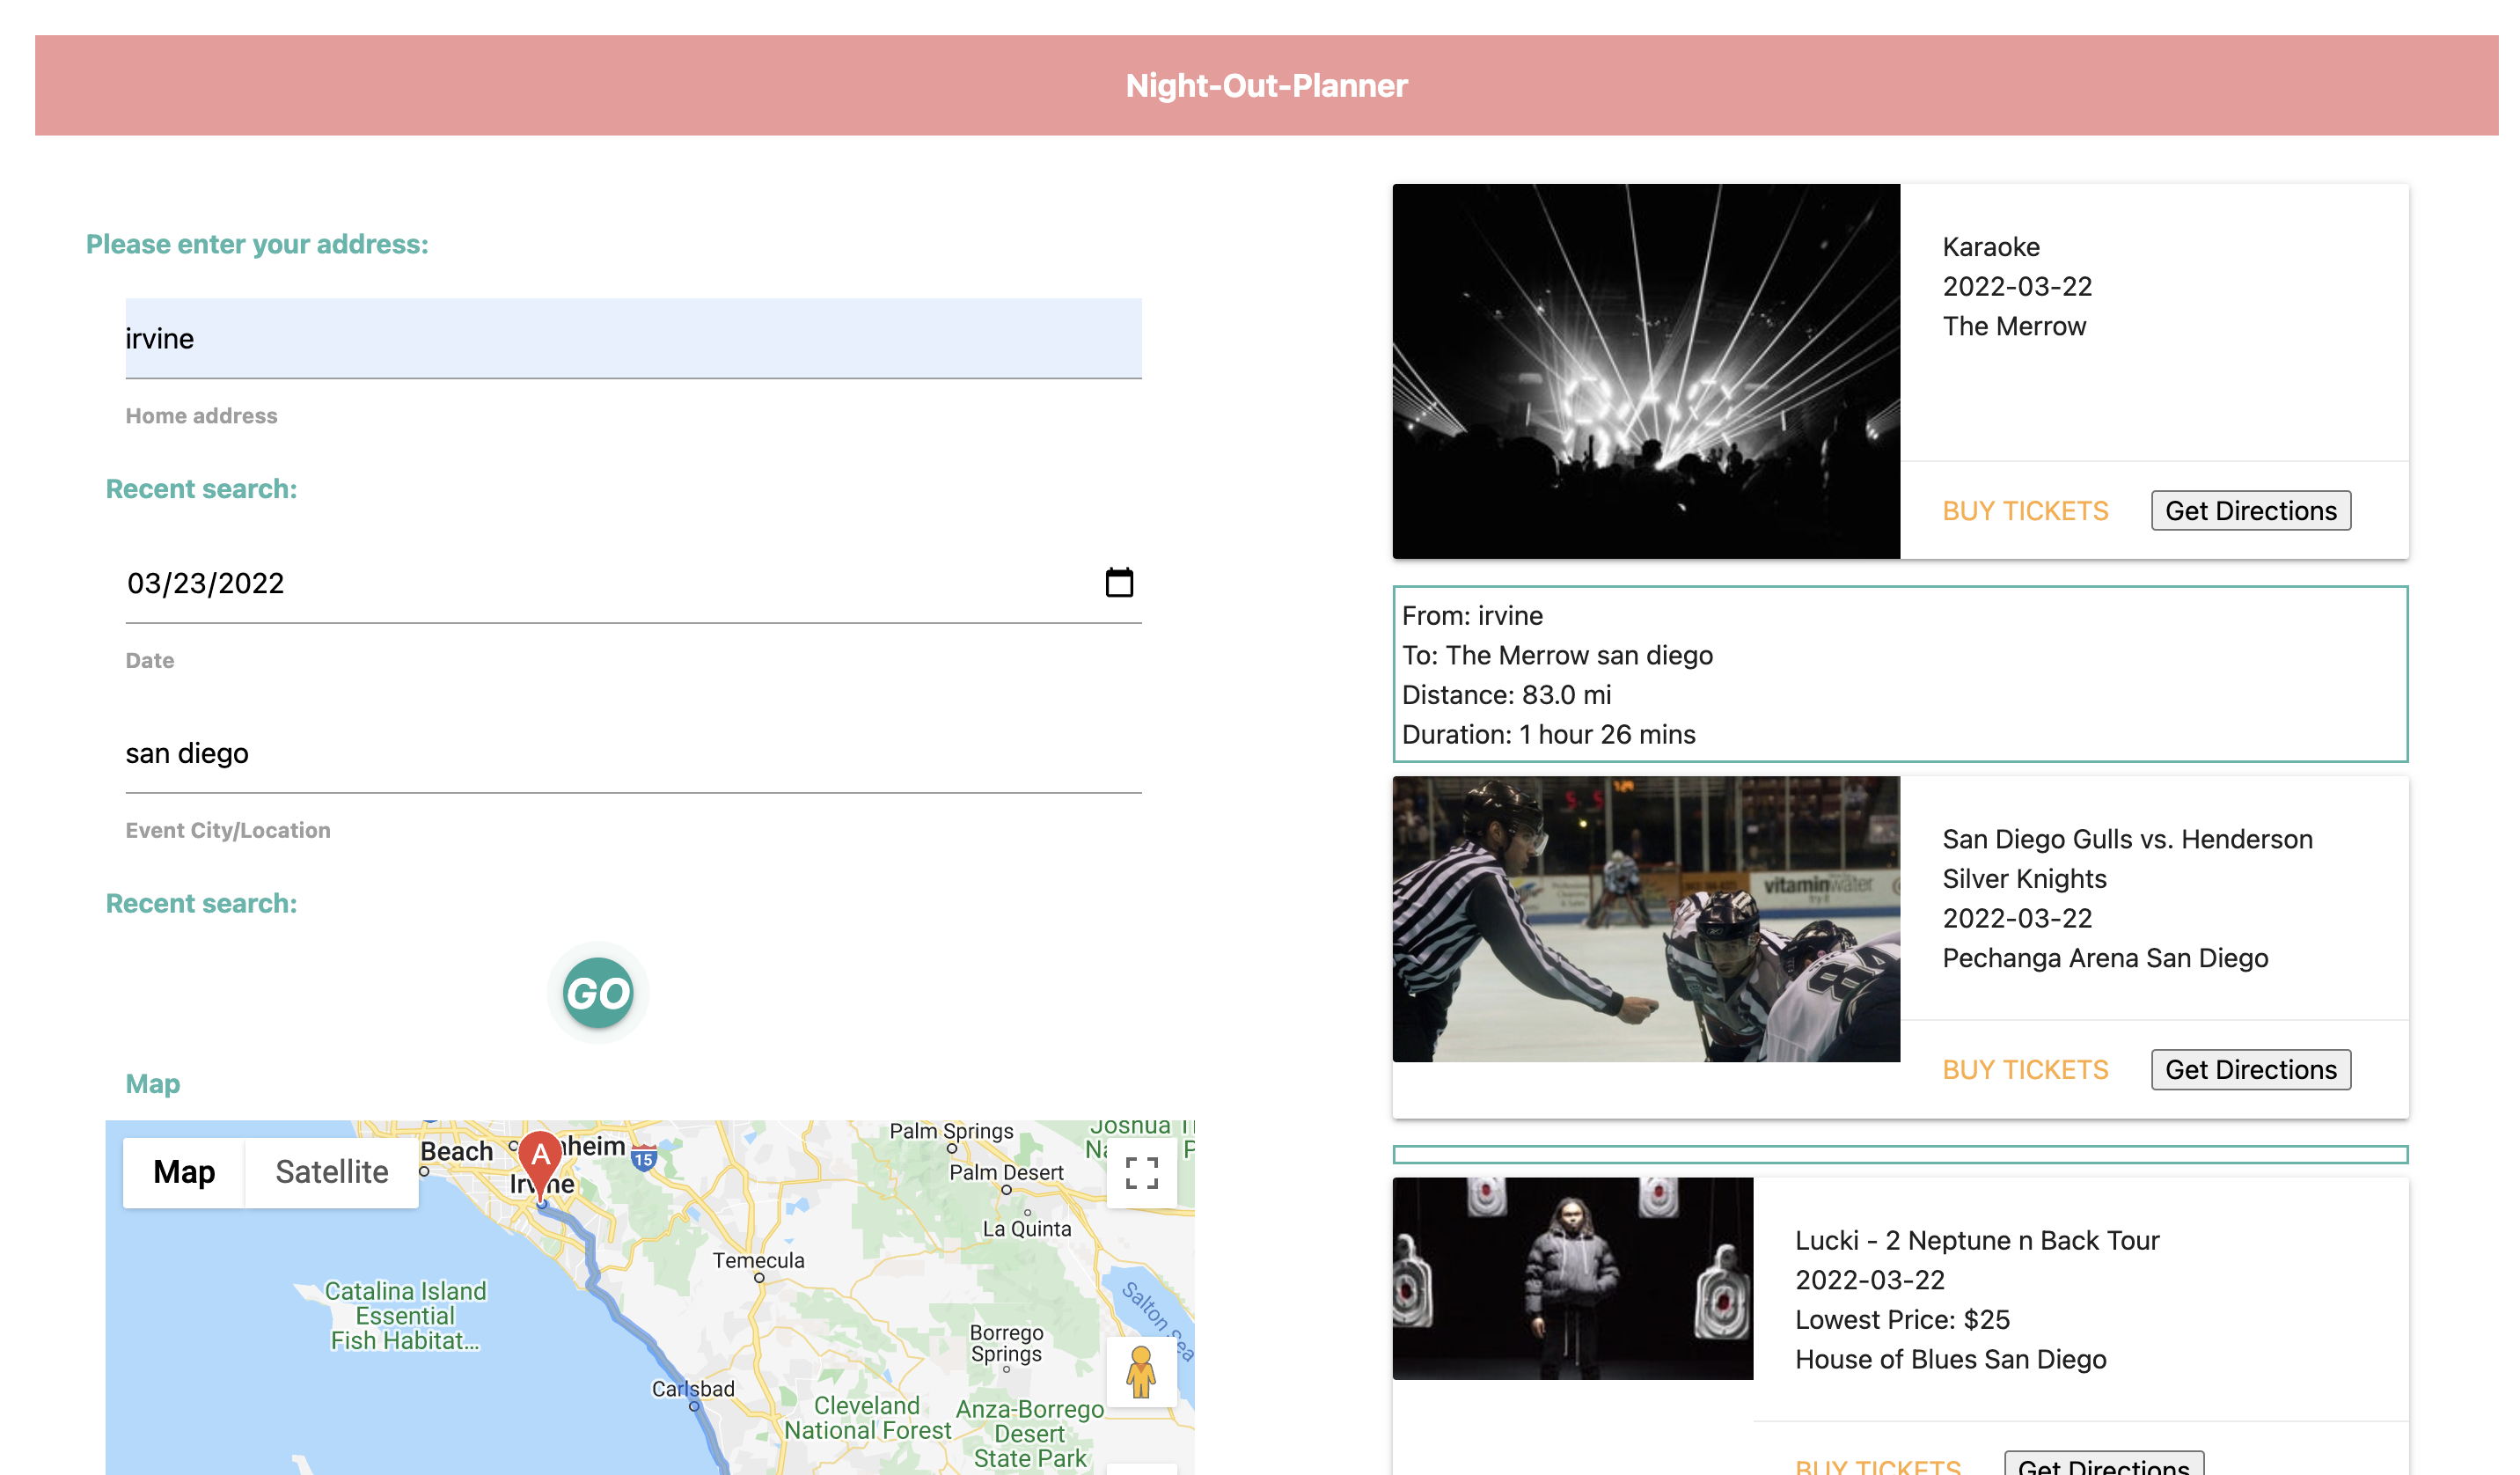 Night-Out-Planner
Please enter your address:
irvine
Home address
Recent search:
03/23/2022
Date
san diego
Event City/Location
Recent search:
GO
Map
Map
Satellite
Beach
nheim
15
A
Irvine
Palm Springs
Palm Desert
La Quinta
Temecula
Catalina Island
Essential
Fish Habitat...
Salton Sea
Borrego
Springs
Carlsbad
Cleveland
National Forest
Anza-Borrego
Desert
State Park
Joshua
Karaoke
2022-03-22
The Merrow
BUY TICKETS
Get Directions
From: irvine
To: The Merrow san diego
Distance: 83.0 mi
Duration: 1 hour 26 mins
vitaminwater
San Diego Gulls vs. Henderson
Silver Knights
2022-03-22
Pechanga Arena San Diego
BUY TICKETS
Get Directions
Lucki - 2 Neptune n Back Tour
2022-03-22
Lowest Price: $25
House of Blues San Diego
BUY TICKETS
Get Directions